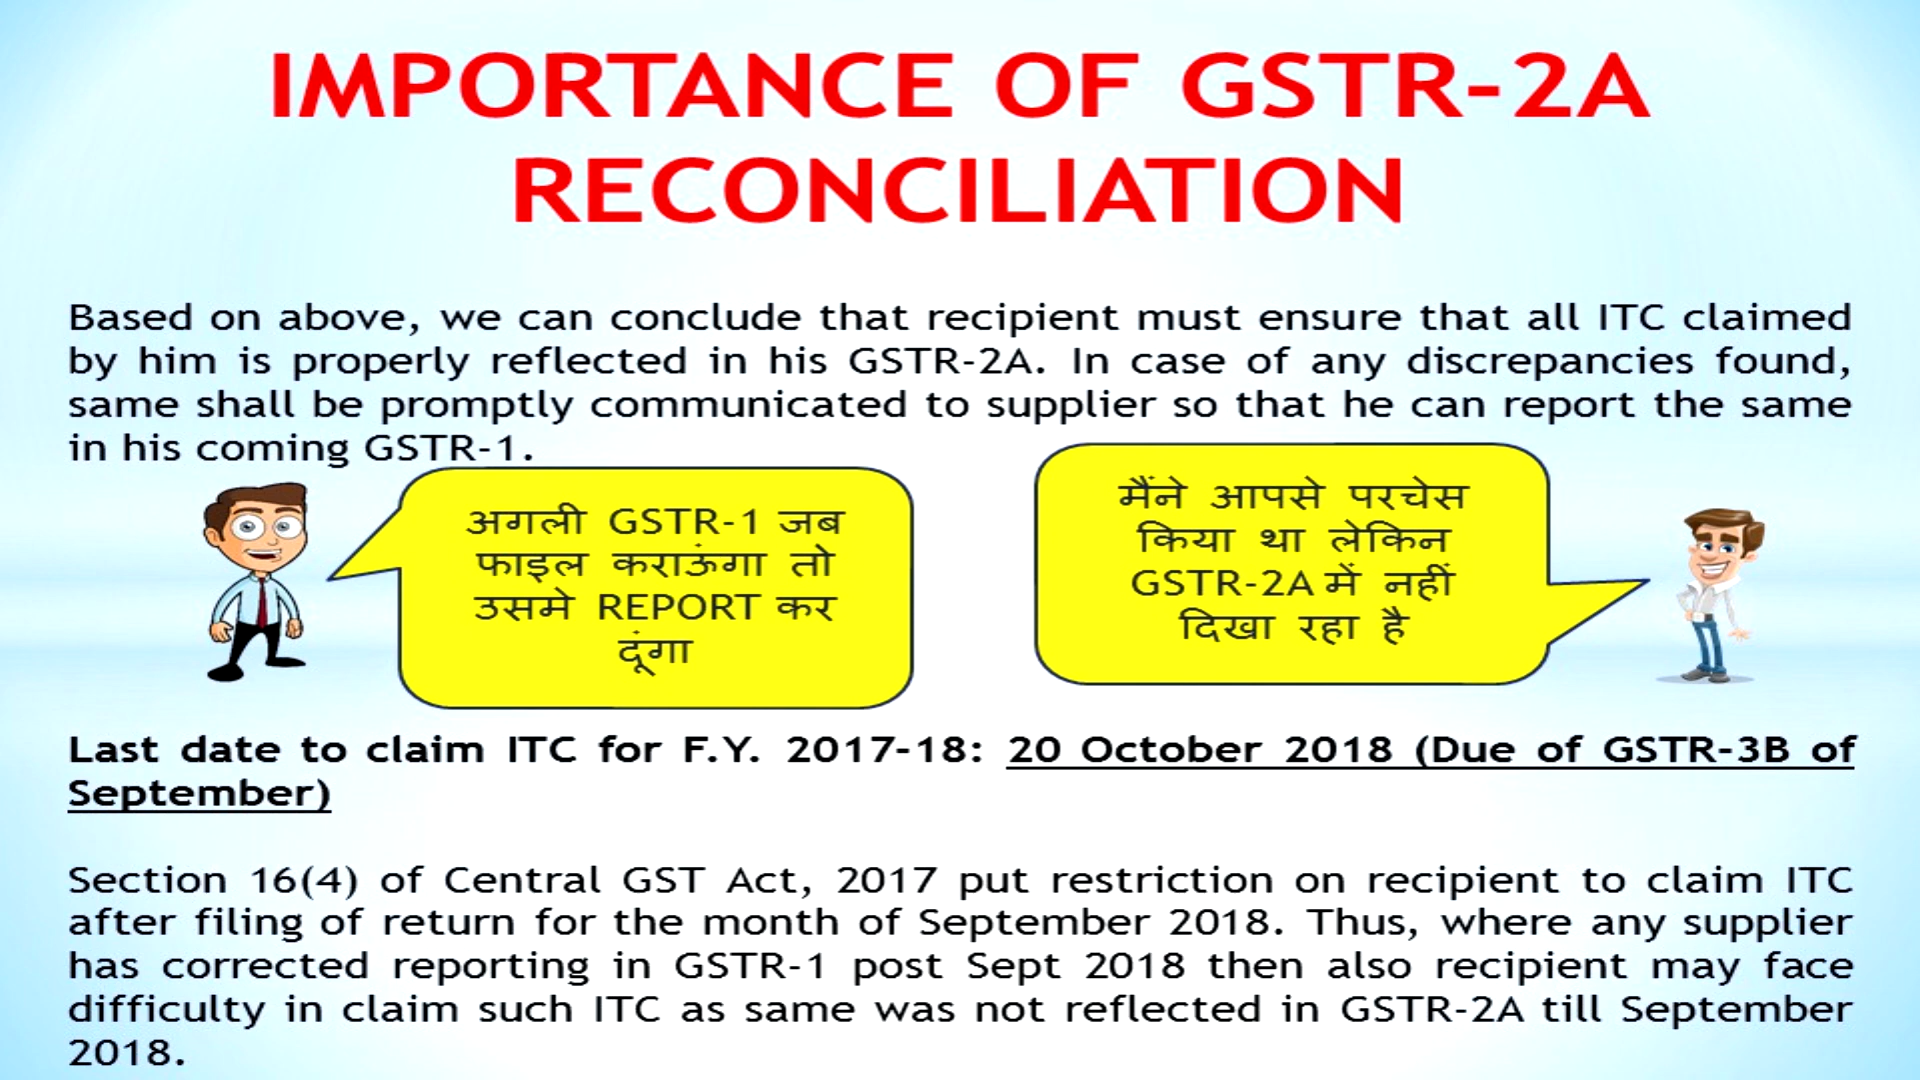 IMPORTANCE OF GSTR-2A
RECONCILIATION
Based on above, we can conclude that recipient must ensure that all ITC claimed
by him is properly reflected in his GSTR-2A. In case of any discrepancies found,
same shall be promptly communicated to supplier so that he can report the same
in his coming GSTR-1.
अगली GSTR-1 जब
फाइल कराऊंगा तो
उसमे REPORT कर
दूंगा
मैंने आपसे परचेस
किया था लेकिन
GSTR-2A में नहीं
दिखा रहा है
Last date to claim ITC for F.Y. 2017-18: 20 October 2018 (Due of GSTR-3B of
September)
Section 16(4) of Central GST Act, 2017 put restriction on recipient to claim ITC
after filing of return for the month of September 2018. Thus, where any supplier
has corrected reporting in GSTR-1 post Sept 2018 then also recipient may face
difficulty in claim such ITC as same was not reflected in GSTR-2A till September
2018.